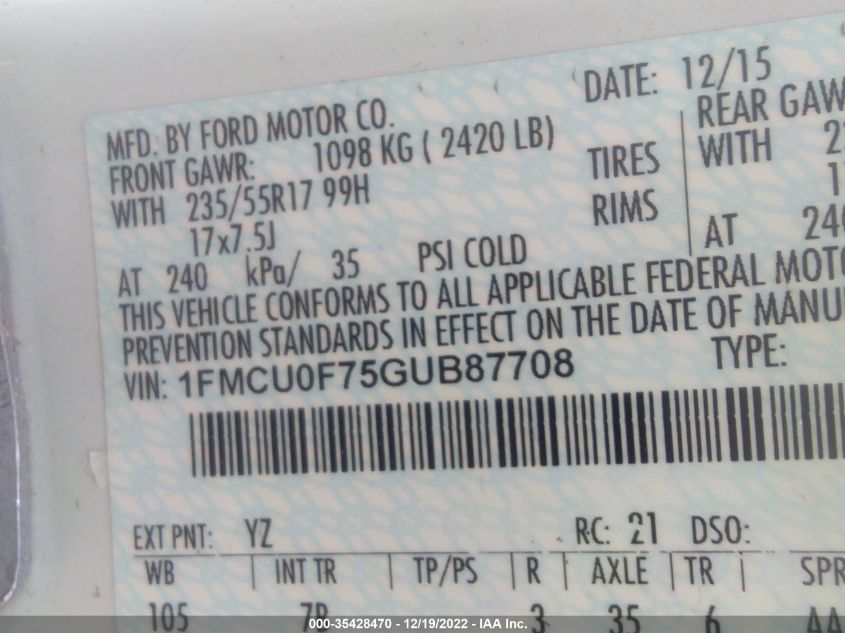 DATE: 12/15
MFD. BY FORD MOTOR CO.
FRONT GAWR: 1098 KG ( 2420 LB) REAR GAW
WITH 235/55R17 99H TIRES WITH
17x7.5J RIMS
AT 240 kPa/ 35 PSI COLD AT 240
THIS VEHICLE CONFORMS TO ALL APPLICABLE FEDERAL MOTO
PREVENTION STANDARDS IN EFFECT ON THE DATE OF MANU
VIN: 1FMCU0F75GUB87708 TYPE:
EXT PNT: YZ RC: 21 DSO:
WB INT TR TP/PS R AXLE TR SPR
105 7B 3 35 6 AA
000-35428470 - 12/19/2022 - IAA Inc.